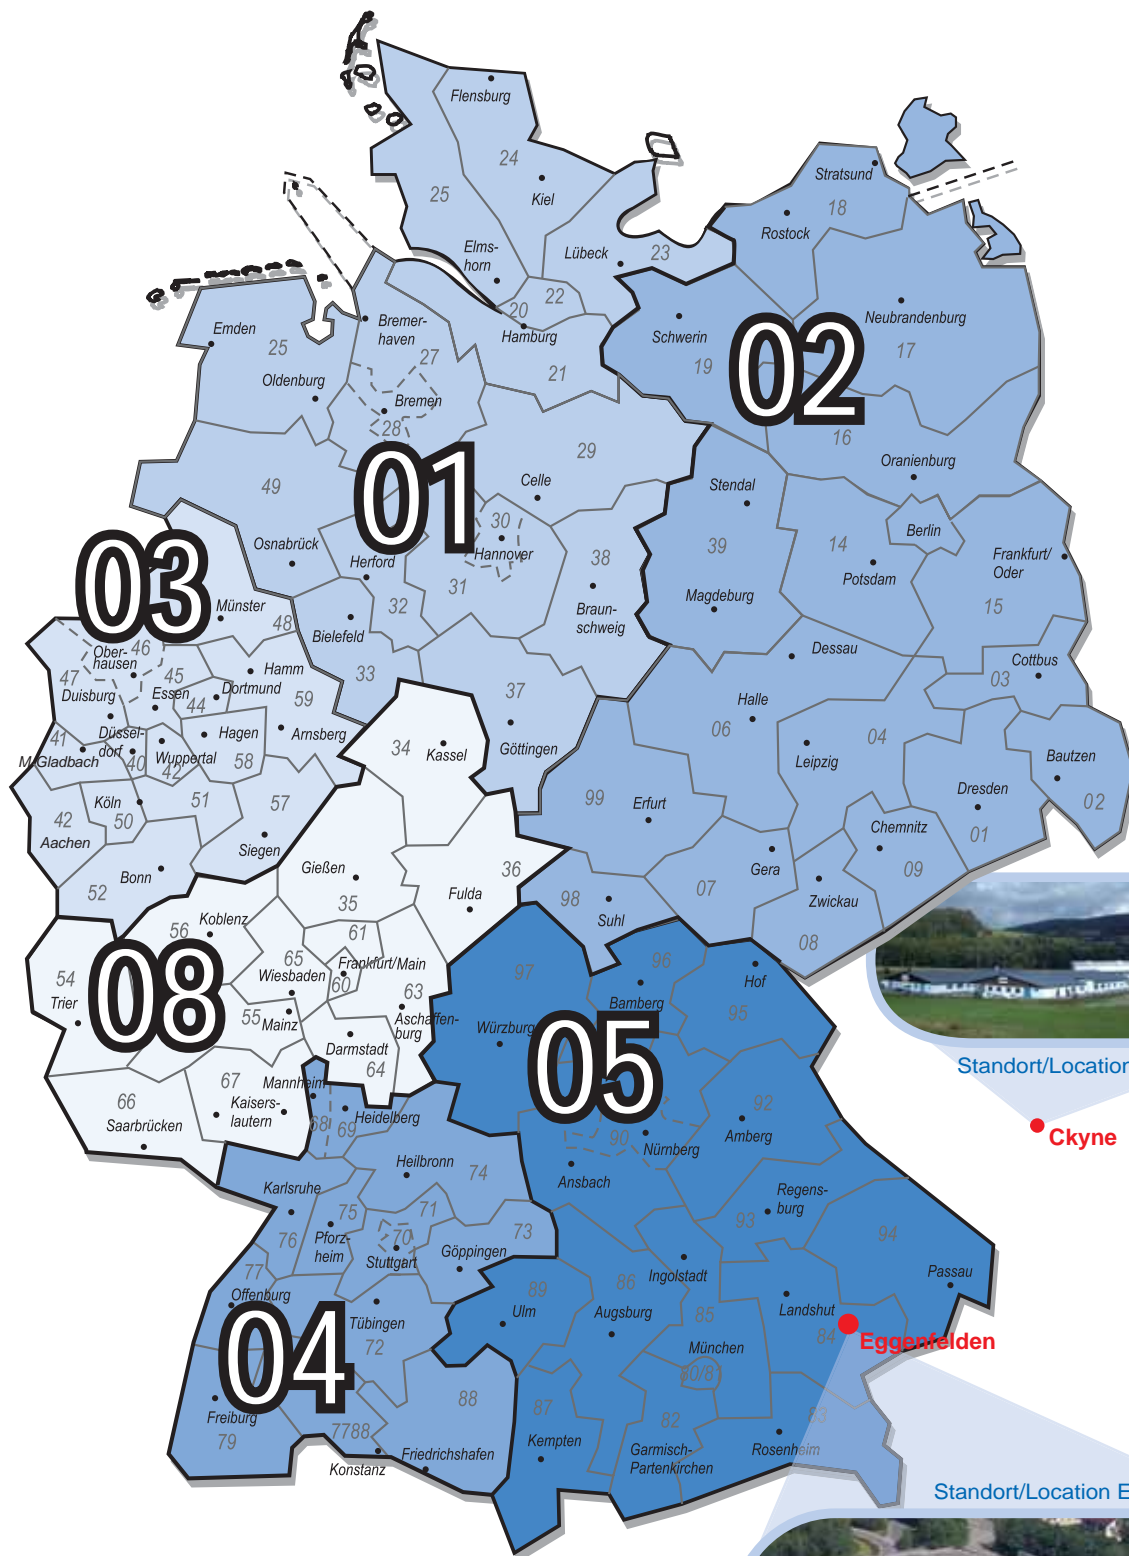 Flensburg
24
Kiel
25
Elms-
horn
Lübeck
23
22
20
Hamburg
21
Stratsund
18
Rostock
Neubrandenburg
17
Schwerin
19
02
16
Oranienburg
Emden
25
Oldenburg
Bremer-
haven
27
Bremen
28
29
01
Celle
49
30
Hannover
Osnabrück
Herford
31
32
38
Braun-
schweig
Bielefeld
33
37
Göttingen
Stendal
39
Magdeburg
14
Berlin
Potsdam
Frankfurt/
Oder
15
Dessau
Cottbus
03
03
Münster
48
46
Ober-
hausen
47
45
Hamm
Duisburg
Essen
44
Dortmund
59
41
Düssel-
dorf
Hagen
Arnsberg
M.Gladbach
40
Wuppertal
42
58
Köln
51
57
42
50
Aachen
Siegen
Bonn
52
34
Kassel
Halle
06
04
Leipzig
Bautzen
02
Dresden
01
99
Erfurt
Chemnitz
09
Gera
07
Zwickau
08
98
Suhl
Gießen
35
36
Fulda
56
Koblenz
61
65
Frankfurt/Main
Wiesbaden
60
63
54
Trier
08
55
Mainz
Aschaffen-
burg
Darmstadt
64
67
Mannheim
66
Kaisers-
lautern
Saarbrücken
68
69
Heidelberg
97
96
Hof
Bamberg
95
Würzburg
05
92
Amberg
90
Nürnberg
Ansbach
Regens-
burg
93
94
Passau
Heilbronn
74
Karlsruhe
75
71
76
Pforz-
heim
70
Stuttgart
73
Göppingen
77
Offenburg
Tübingen
72
04
Freiburg
79
7788
88
Konstanz
Friedrichshafen
89
Ulm
86
Ingolstadt
Augsburg
85
Landshut
84
München
80/81
Eggenfelden
87
Kempten
82
Garmisch-
Partenkirchen
83
Rosenheim
Standort/Location
Ckyne
Standort/Location E